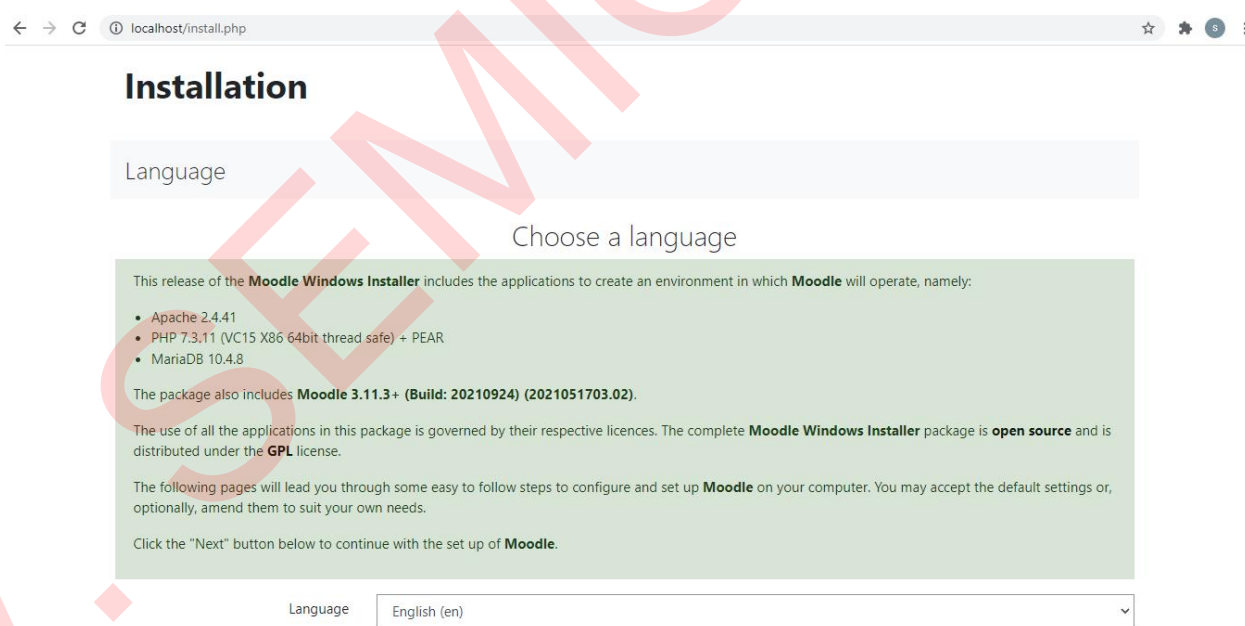 localhost/install.php
S
Installation
Language
Choose a language
This release of the Moodle Windows Installer includes the applications to create an environment in which Moodle will operate, namely:
Apache 2.4.41
PHP 7.3.11 (VC15 X86 64bit thread safe) + PEAR
MariaDB 10.4.8
The package also includes Moodle 3.11.3+ (Build: 20210924) (2021051703.02).
The use of all the applications in this package is governed by their respective licences. The complete Moodle Windows Installer package is open source and is
distributed under the GPL license.
The following pages will lead you through some easy to follow steps to configure and set up Moodle on your computer. You may accept the default settings or,
optionally, amend them to suit your own needs.
Click the "Next" button below to continue with the set up of Moodle.
Language
English (en)
. SEMI